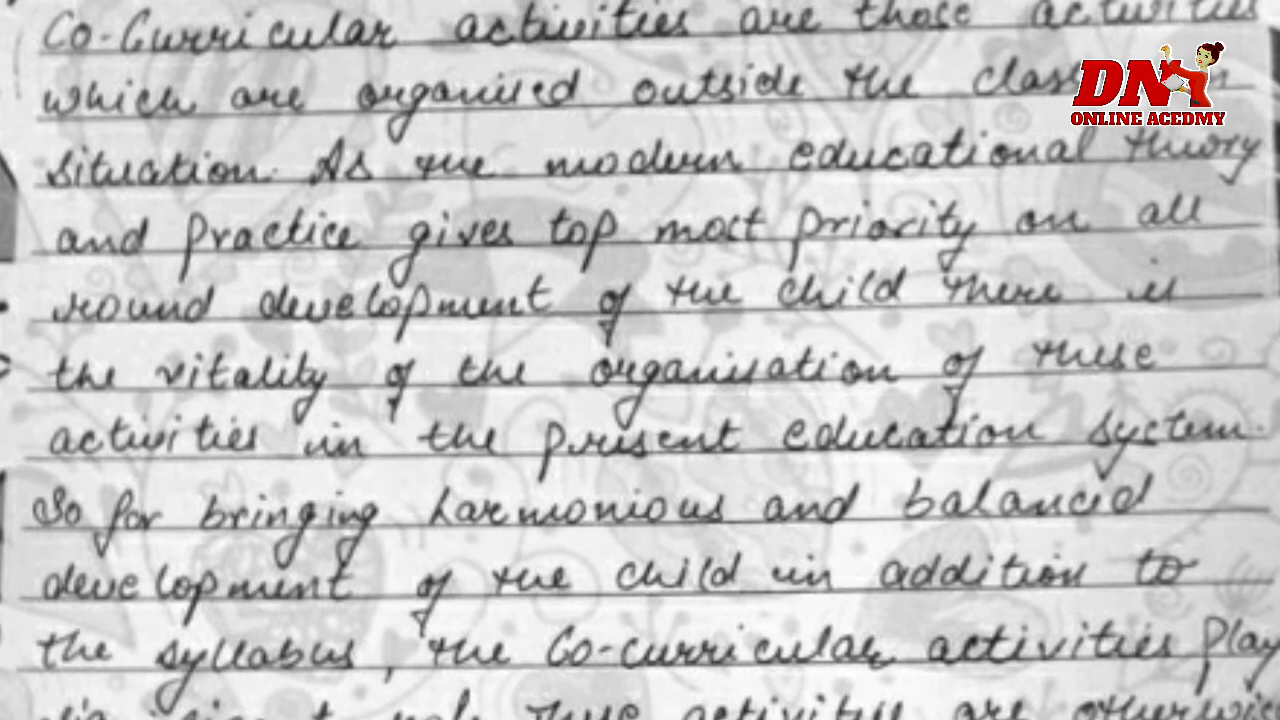 Co-Curricular activities are those activities
which are organised outside the class
situation. As the modern educational theory
and practice gives top most priority on all
round development of the child there is
the vitality of the organisation of these
activities in the present education system.
So for bringing harmonious and balanced
development of the child in addition to
the syllabus, the Co-curricular activities play
these activities are
DN
ONLINE ACEDMY